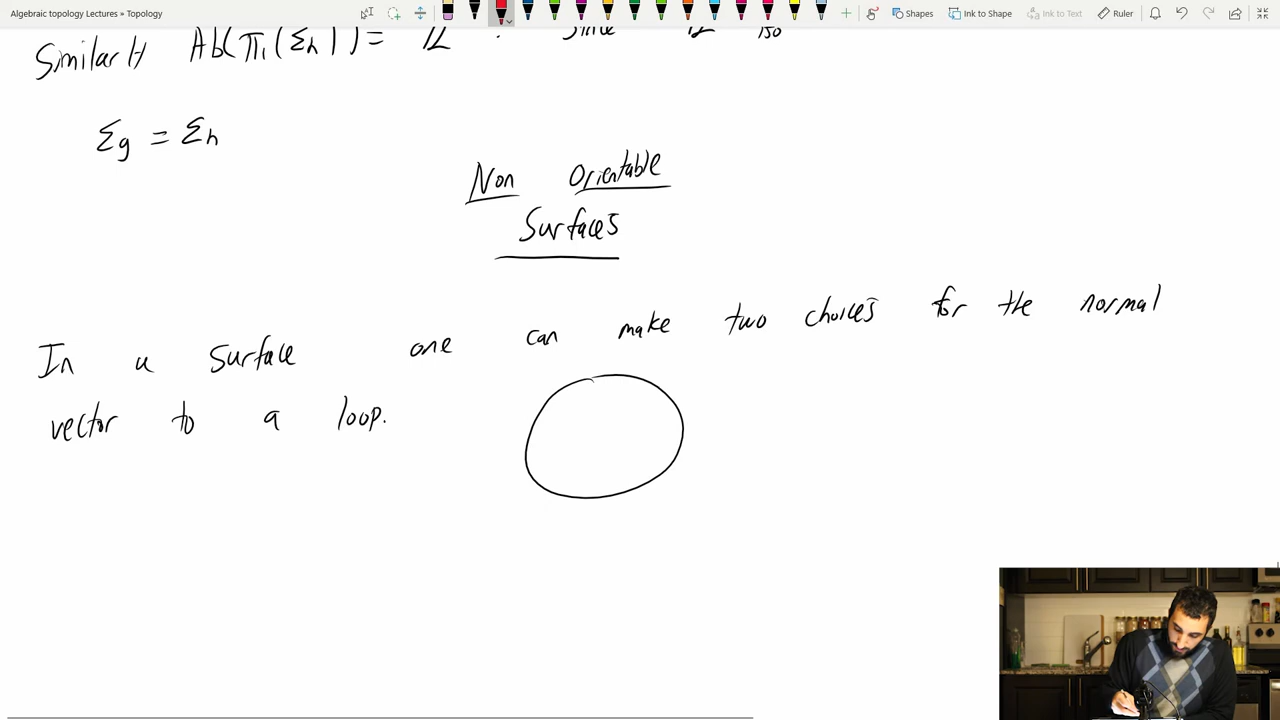 Algebraic topology Lectures » Topology
Shapes Ink to Shape Ink to Text Ruler
Similarly Ab(π₁(Σh)) = ℤ
Σg = Σh
Non Orientable
Surfaces
In a surface one can make two choices for the normal
vector to a loop.